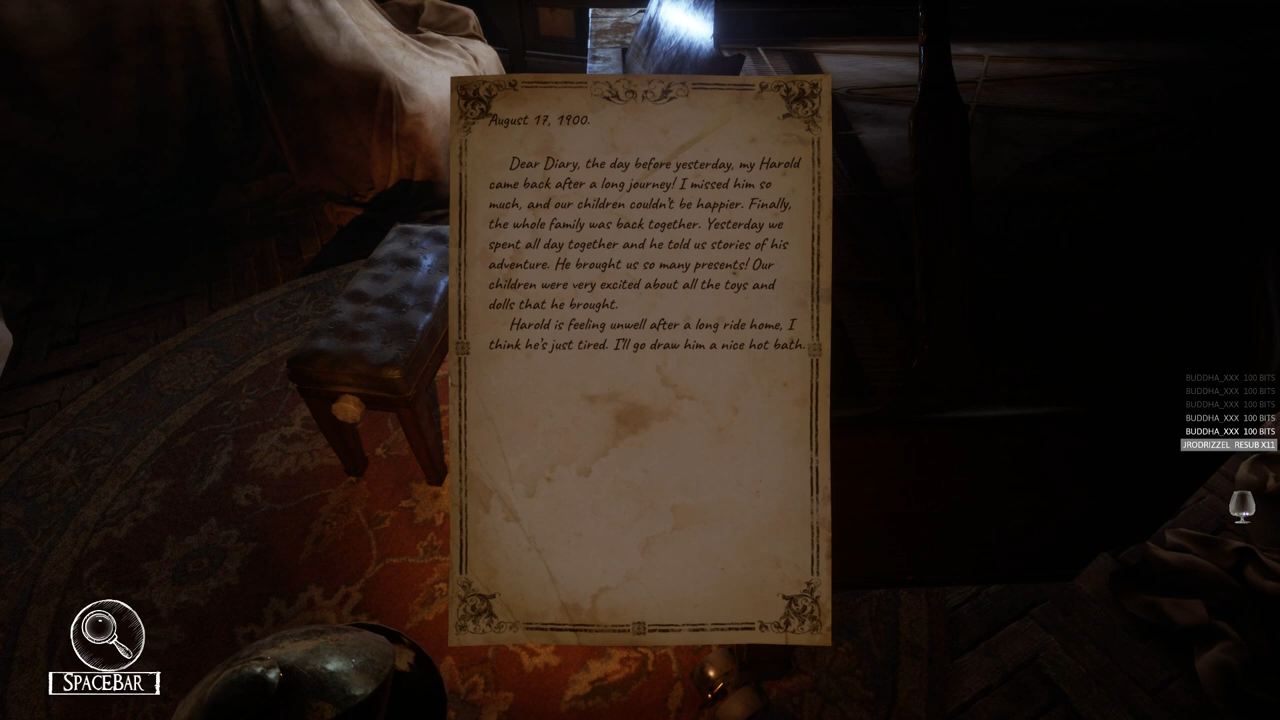 August 17, 1900.
Dear Diary, the day before yesterday, my Harold
came back after a long journey! I missed him so
much, and our children couldn't be happier. Finally,
the whole family was back together. Yesterday we
spent all day together and he told us stories of his
adventure. He brought us so many presents! Our
children were very excited about all the toys and
dolls that he brought.
Harold is feeling unwell after a long ride home, I
think he's just tired. I'll go draw him a nice hot bath.
BUDDHA_XXX 100 BITS
BUDDHA_XXX 100 BITS
BUDDHA_XXX 100 BITS
BUDDHA_XXX 100 BITS
BUDDHA_XXX 100 BITS
JRODRIZZEL RESUB X11
SPACEBAR